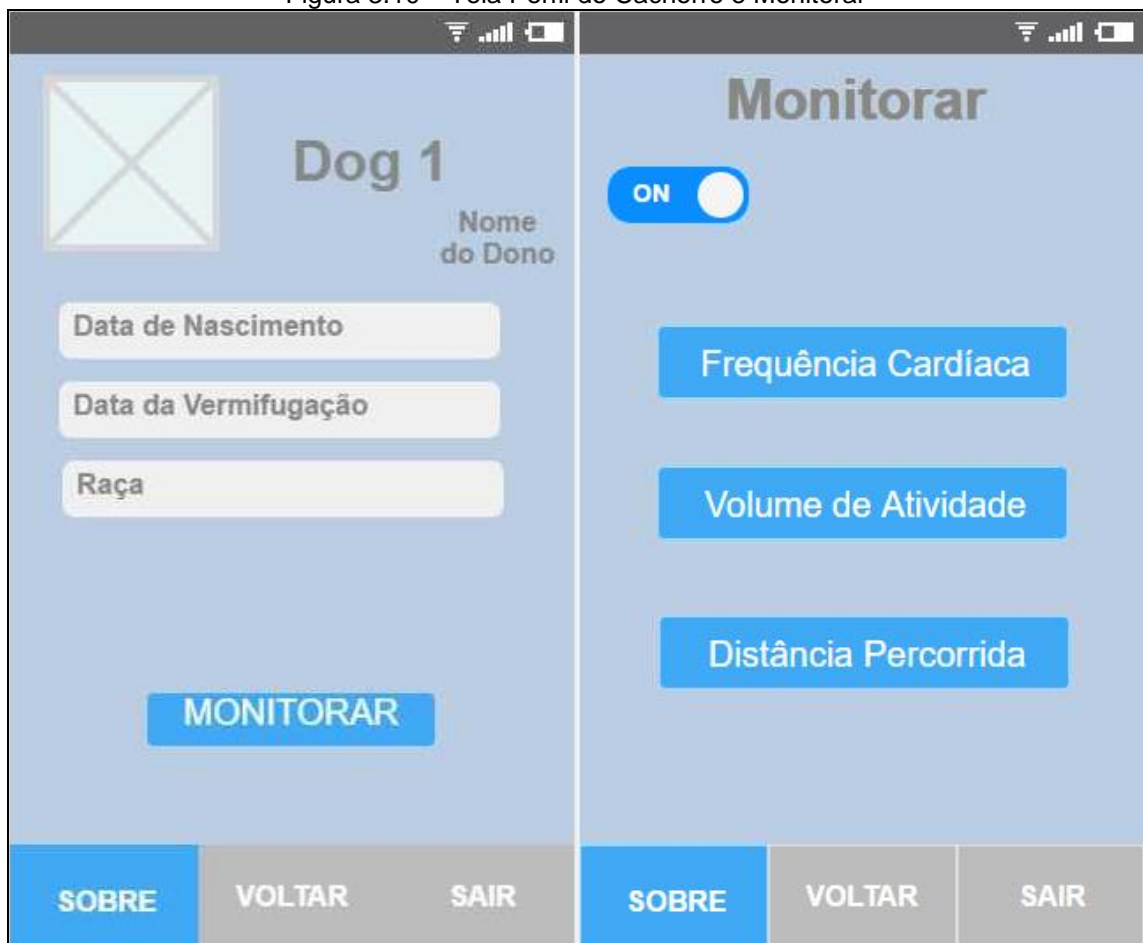 Dog 1
Nome
do Dono
Data de Nascimento
Data da Vermifugação
Raça
MONITORAR
SOBRE VOLTAR SAIR
Monitorar
ON
Frequência Cardíaca
Volume de Atividade
Distância Percorrida
SOBRE VOLTAR SAIR